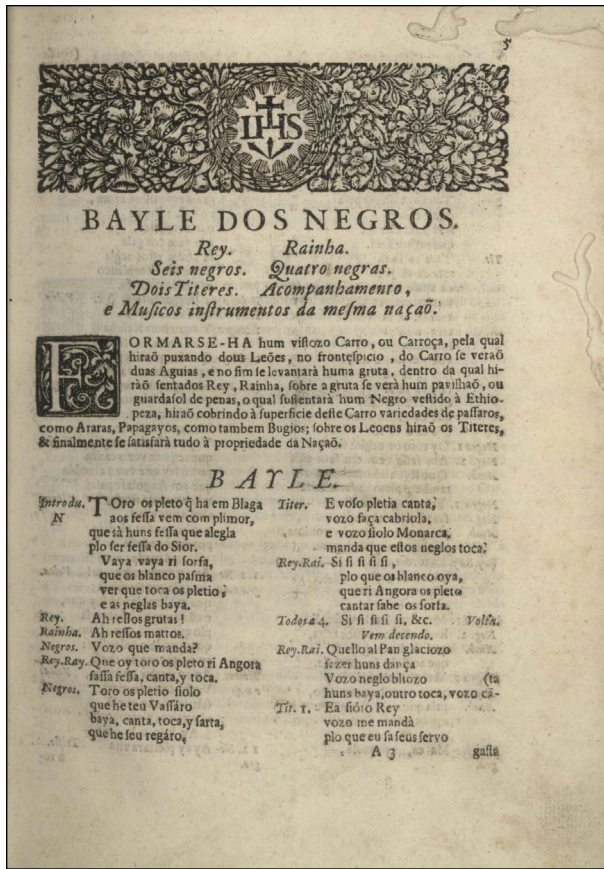 5
IHS
BAYLE DOS NEGROS.
Rey. Rainha.
Seis negros. Quatro negras.
Dois Titeres. Acompanhamento,
e Musicos inſtrumentos da meſma naçaõ.
FORMARSE-HA hum viſtozo Carro, ou Carroça, pela qual
hiraõ puxando dous Leões, no fronteſpicio, do Carro ſe veraõ
duas Aguias, e no fim ſe levantarà huma gruta, dentro da qual hi-
ràõ ſentados Rey, Rainha, ſobre a gruta ſe verà hum pavilhaõ, ou
guardaſol de penas, o qual ſuſtentarà hum Negro veſtido à Ethio-
peza, hiraõ cobrindo à ſuperficie deſte Carro variedades de paſſaros,
como Araras, Papagayos, como tambem Bugios; ſobre os Leoens hiraõ os Titeres,
& finalmente ſe ſatisfarà tudo à propriedade da Naçaõ.
BAYLE.
Introdu. TOro os pleto q̃ ha em Blaga
N aos feſſa vem com plimor,
que sà huns feſſa que alegla
plo ſer feſſa do Sior.
Vaya vaya ri ſorfa,
que os blanco paſma
ver que toca os pletio,
e as neglas baya.
Rey. Ah reſſos grutas!
Rainha. Ah reſſos mattos.
Negros. Vozo que manda?
Rey.Ray. Que oy toro os pleto ri Angora
faſſa feſſa, canta, y toca.
Negros. Toro os pletio ſiolo
que he teu Vaſſáro
baya, canta, toca, y ſarta,
que he ſeu regáro,
Titer. E voſo pletia canta,
vozo faça cabriola,
e vozo ſiolo Monarca,
manda que eſtos neglos toca.
Rey.Rai. Si ſi ſi ſi ſi,
plo que os blanco oya,
que ri Angora os pleto
cantar ſabe os ſorta.
Todos a 4. Si ſi ſi ſi ſi, &c. Volta.
Vem decendo.
Rey.Rai. Quello al Pan glaciozo
fezer huns dança
Vozo neglo bliozo (ta
huns baya, outro toca, vozo cã-
Tit. 1. Ea ſióro Rey
vozo me mandà
plo que eu ſa ſeus ſervo
A 3 gaſta